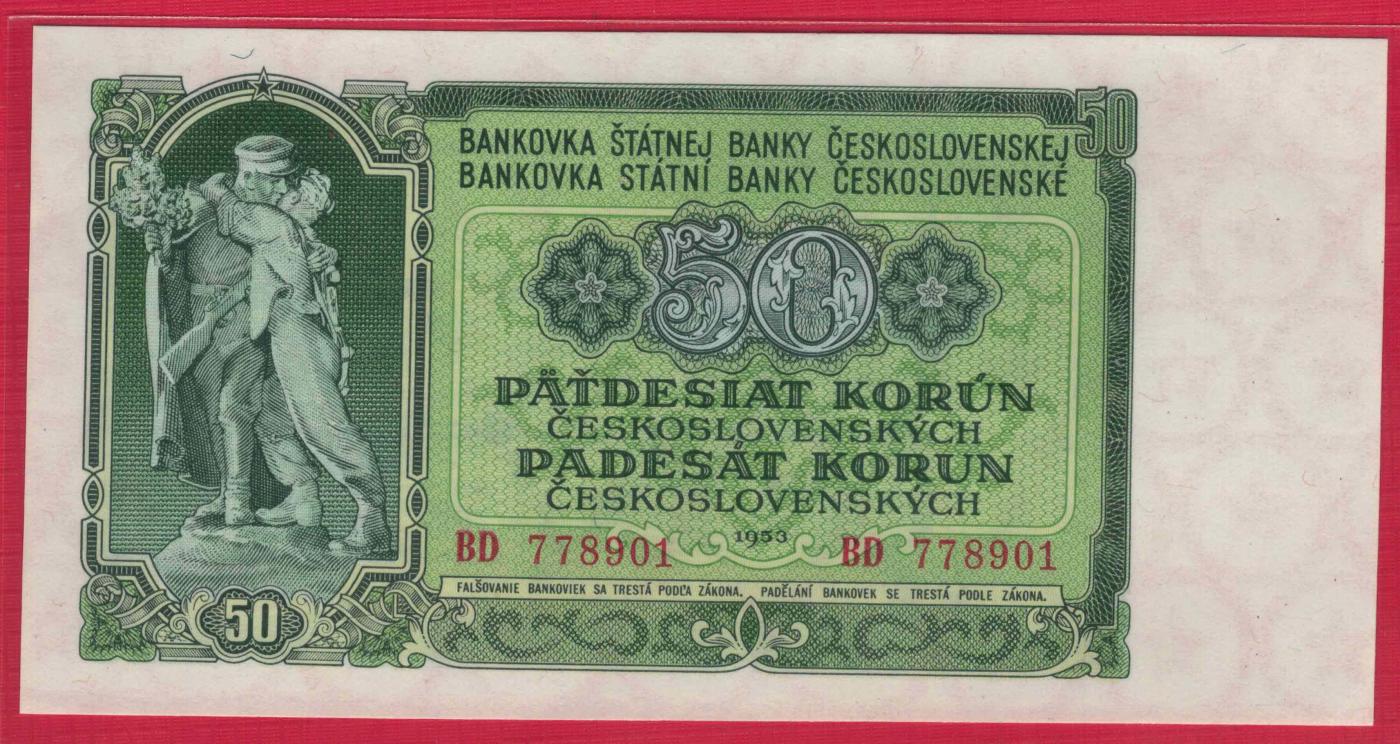 50
BANKOVKA ŠTÁTNEJ BANKY ČESKOSLOVENSKEJ
BANKOVKA STÁTNÍ BANKY ČESKOSLOVENSKÉ
50
PÄŤDESIAT KORÚN
ČESKOSLOVENSKÝCH
PADESÁT KORUN
ČESKOSLOVENSKÝCH
1953
BD 778901 BD 778901
FALŠOVANIE BANKOVIEK SA TRESTÁ PODĽA ZÁKONA. PADĚLÁNÍ BANKOVEK SE TRESTÁ PODLE ZÁKONA.
50